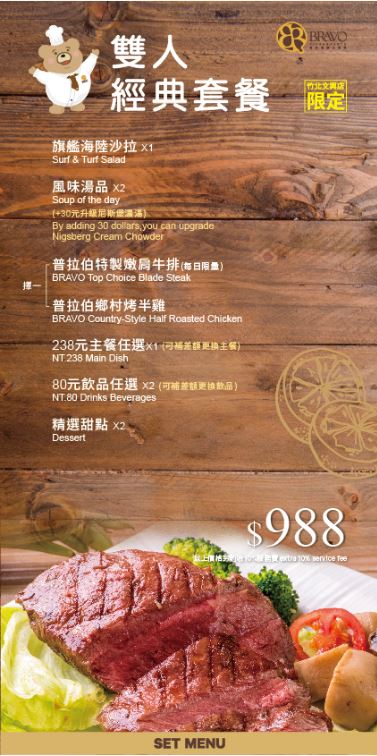 BRAVO
雙人
經典套餐
竹北文興店
限定
旗艦海陸沙拉 X1
Surf & Turf Salad
風味湯品 X2
Soup of the day
(+30元升級尼斯堡濃湯)
By adding 30 dollars,you can upgrade
Nigsberg Cream Chowder
擇一
普拉伯特製嫩肩牛排(每日限量)
BRAVO Top Choice Blade Steak
普拉伯鄉村烤半雞
BRAVO Country-Style Half Roasted Chicken
238元主餐任選X1 (可補差額更換主餐)
NT.238 Main Dish
80元飲品任選 X2 (可補差額更換飲品)
NT.80 Drinks Beverages
精選甜點 X2
Dessert
$988
以上價格另酌收10%服務費 extra 10% service fee
SET MENU